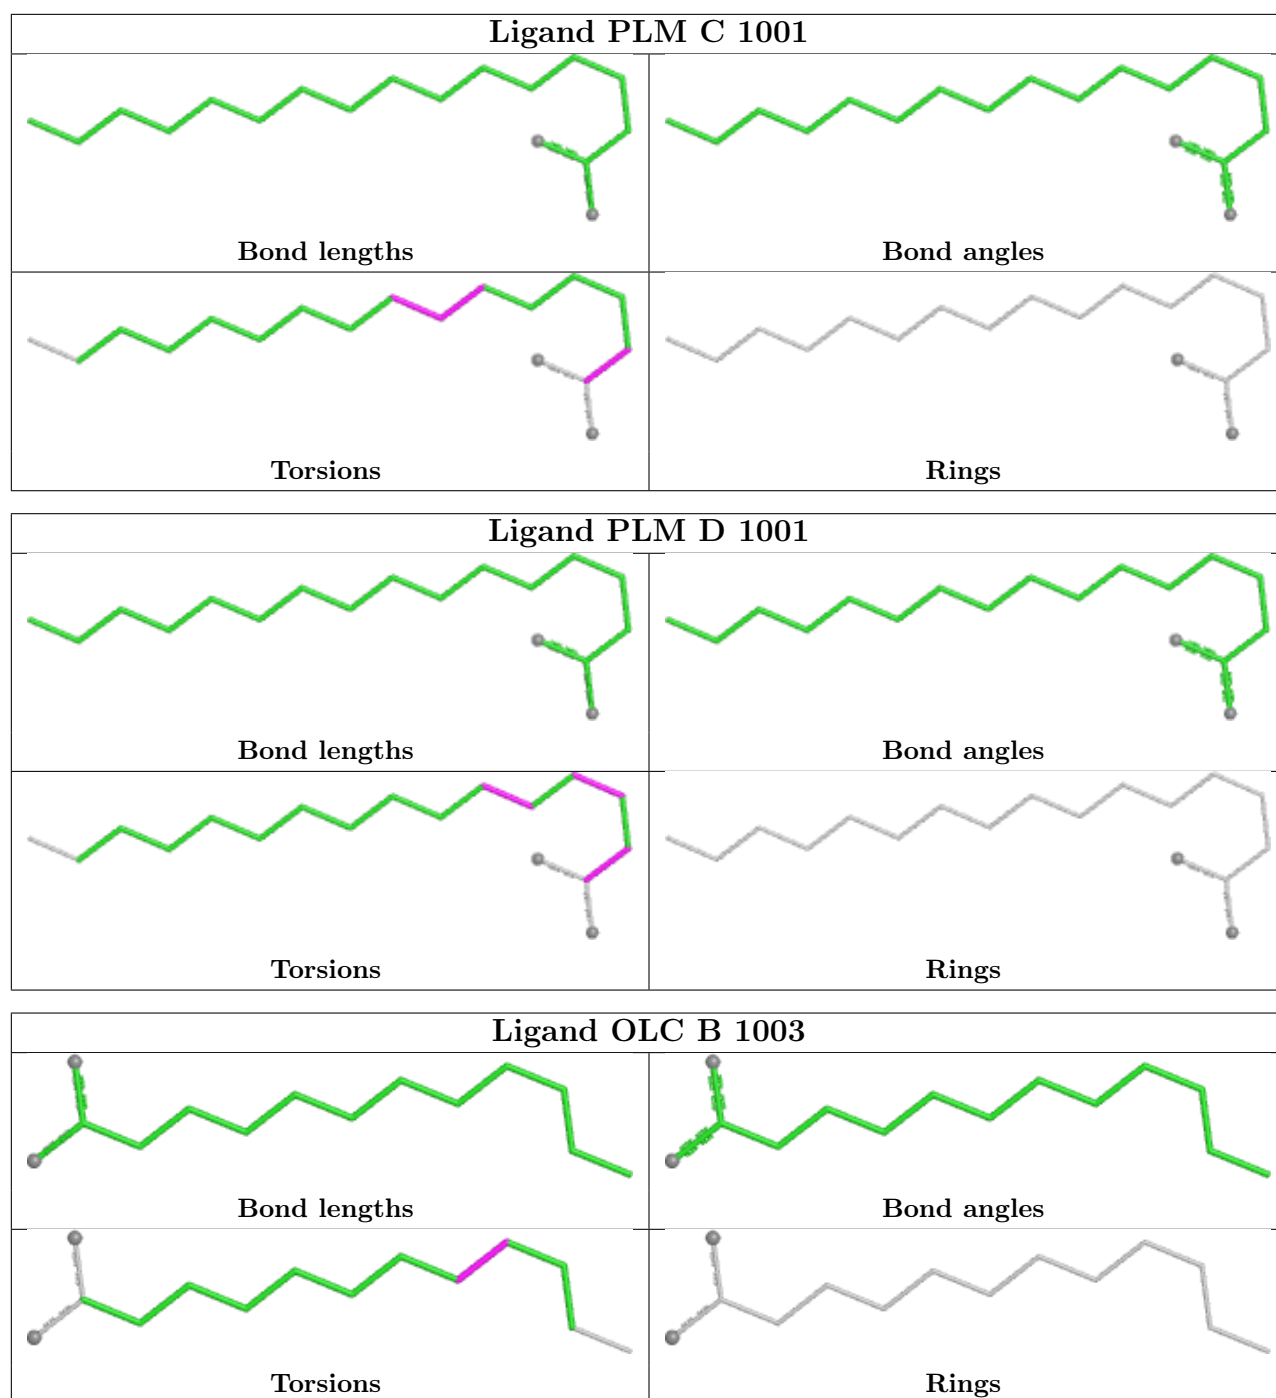 Ligand PLM C 1001
Bond lengths
Bond angles
Torsions
Rings
Ligand PLM D 1001
Bond lengths
Bond angles
Torsions
Rings
Ligand OLC B 1003
Bond lengths
Bond angles
Torsions
Rings